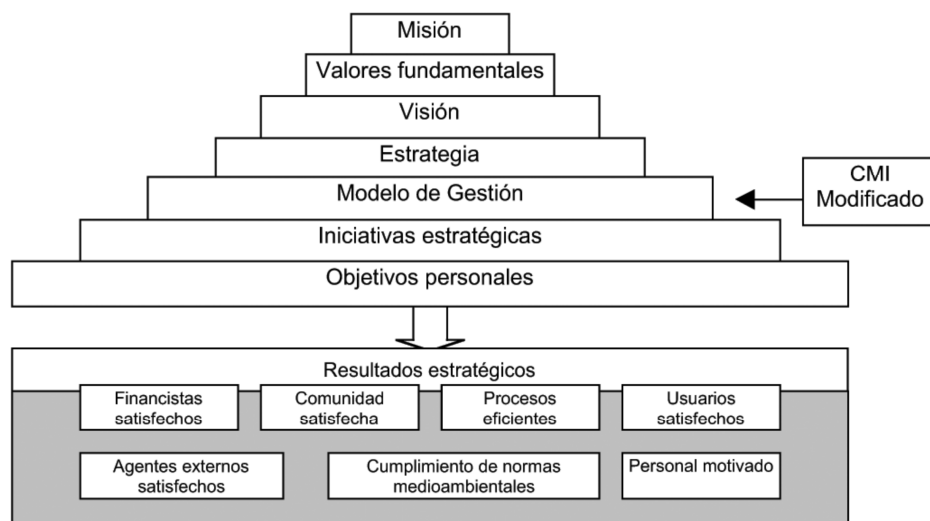 Misión
Valores fundamentales
Visión
Estrategia
Modelo de Gestión
CMI
Modificado
Iniciativas estratégicas
Objetivos personales
Resultados estratégicos
Financistas
satisfechos
Comunidad
satisfecha
Procesos
eficientes
Usuarios
satisfechos
Agentes externos
satisfechos
Cumplimiento de normas
medioambientales
Personal motivado